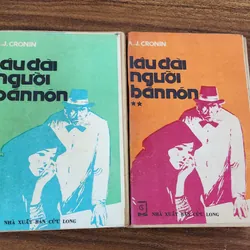 A. J. CRONIN
lâu đài
người
bán nón
NHÀ XUẤT BẢN CỬU LONG
A. J. CRONIN
lâu đài
người
bán nón
**
NHÀ XUẤT BẢN CỬU LONG